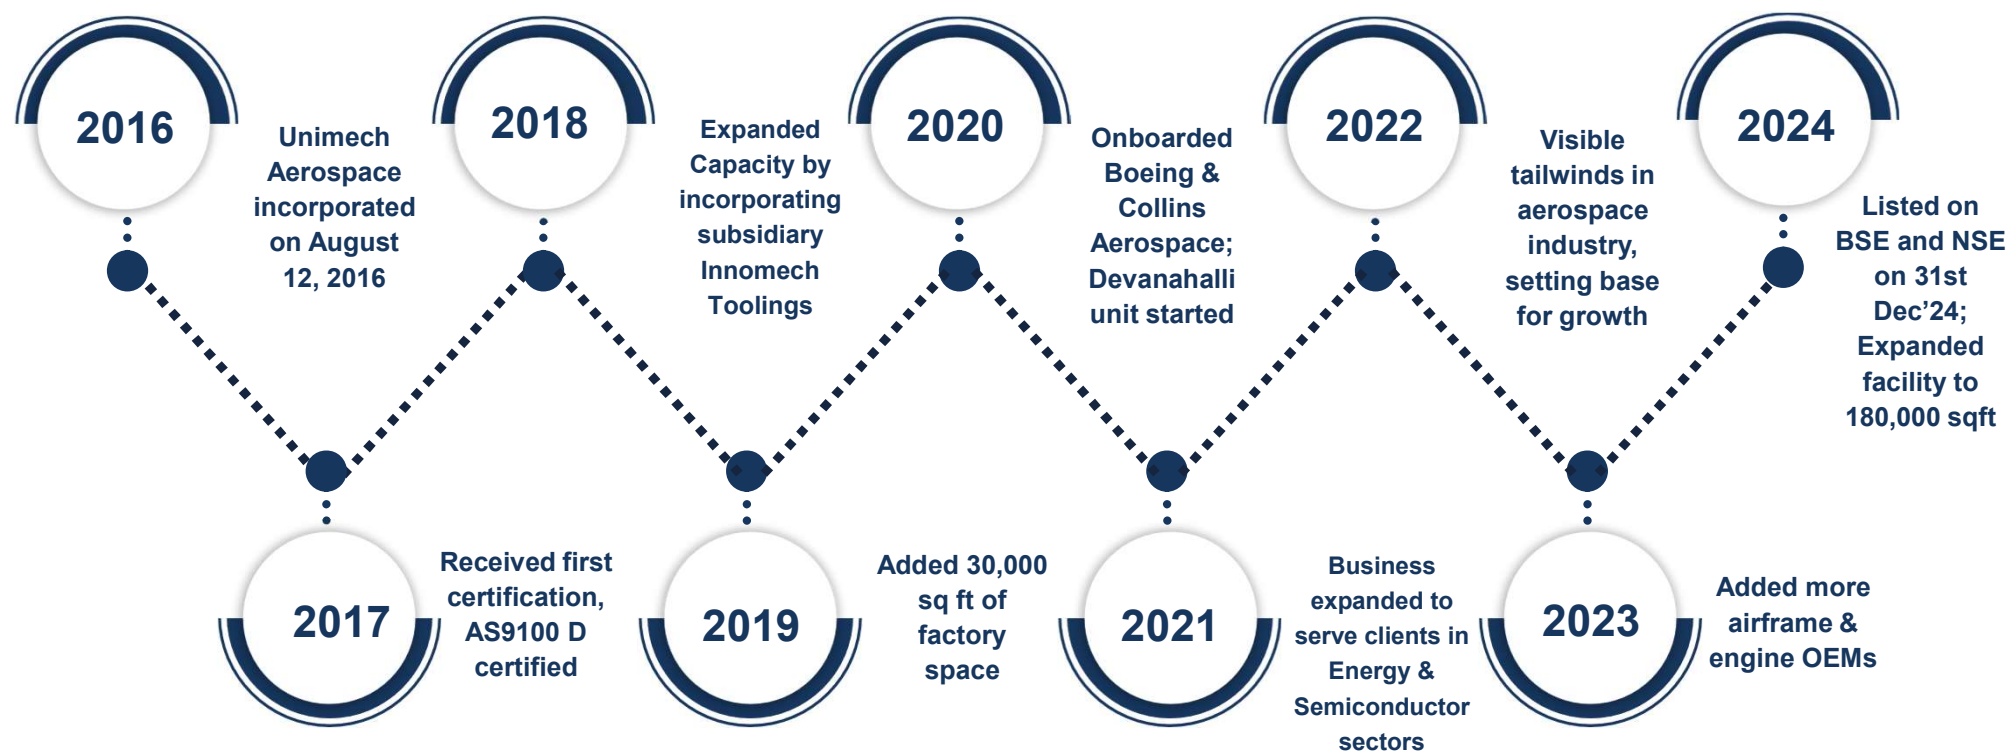 2016
Unimech
Aerospace
incorporated
on August
12, 2016
2017
Received first
certification,
AS9100 D
certified
2018
Expanded
Capacity by
incorporating
subsidiary
Innomech
Toolings
2019
Added 30,000
sq ft of
factory
space
2020
Onboarded
Boeing &
Collins
Aerospace;
Devanahalli
unit started
2021
Business
expanded to
serve clients in
Energy &
Semiconductor
sectors
2022
Visible
tailwinds in
aerospace
industry,
setting base
for growth
2023
Added more
airframe &
engine OEMs
2024
Listed on
BSE and NSE
on 31st
Dec’24;
Expanded
facility to
180,000 sqft